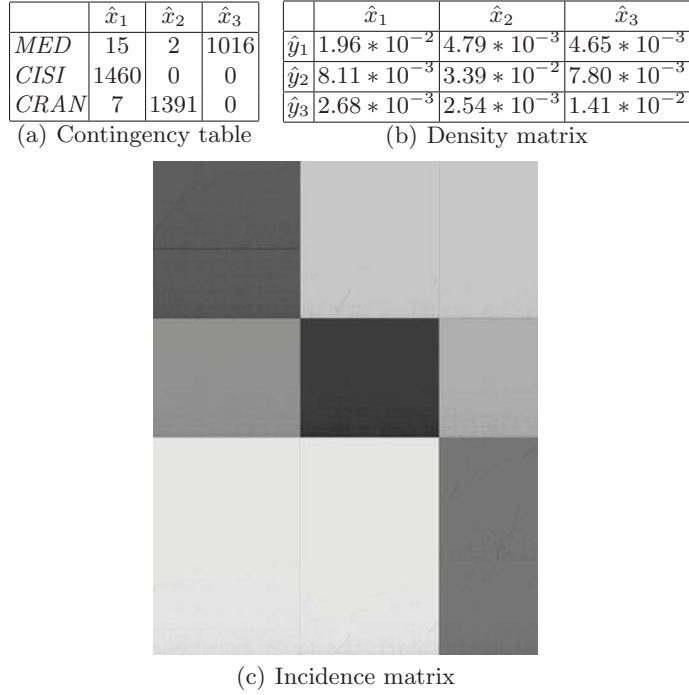 x̂₁ x̂₂ x̂₃
MED 15 2 1016
CISI 1460 0 0
CRAN 7 1391 0
(a) Contingency table
x̂₁ x̂₂ x̂₃
ŷ₁ 1.96 * 10⁻² 4.79 * 10⁻³ 4.65 * 10⁻³
ŷ₂ 8.11 * 10⁻³ 3.39 * 10⁻² 7.80 * 10⁻³
ŷ₃ 2.68 * 10⁻³ 2.54 * 10⁻³ 1.41 * 10⁻²
(b) Density matrix
(c) Incidence matrix